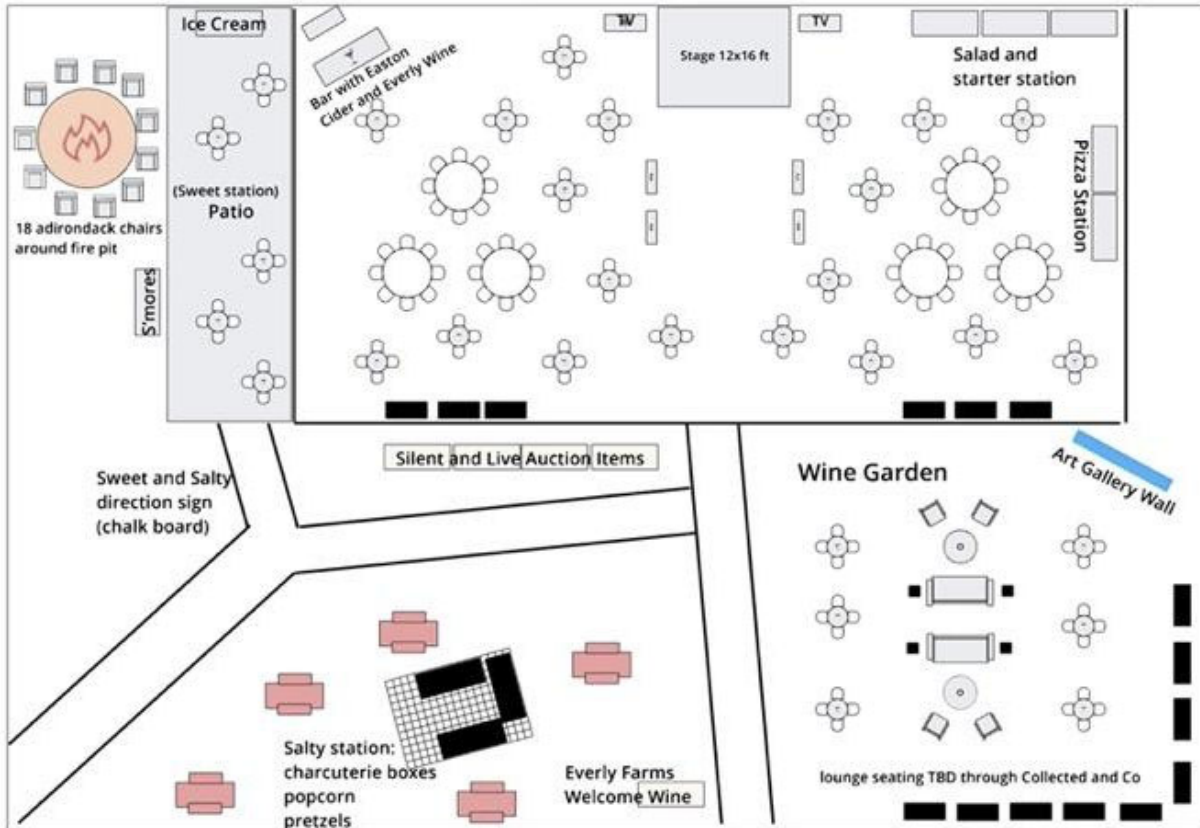 Ice Cream
TV
TV
Stage 12x16 ft
Bar with Easton
Cider and Everly Wine
Salad and
starter station
Pizza Station
(Sweet station)
Patio
18 adirondack chairs
around fire pit
S'mores
Silent and Live Auction Items
Sweet and Salty
direction sign
(chalk board)
Wine Garden
Art Gallery Wall
Salty station:
charcuterie boxes
popcorn
pretzels
Everly Farms
Welcome Wine
lounge seating TBD through Collected and Co